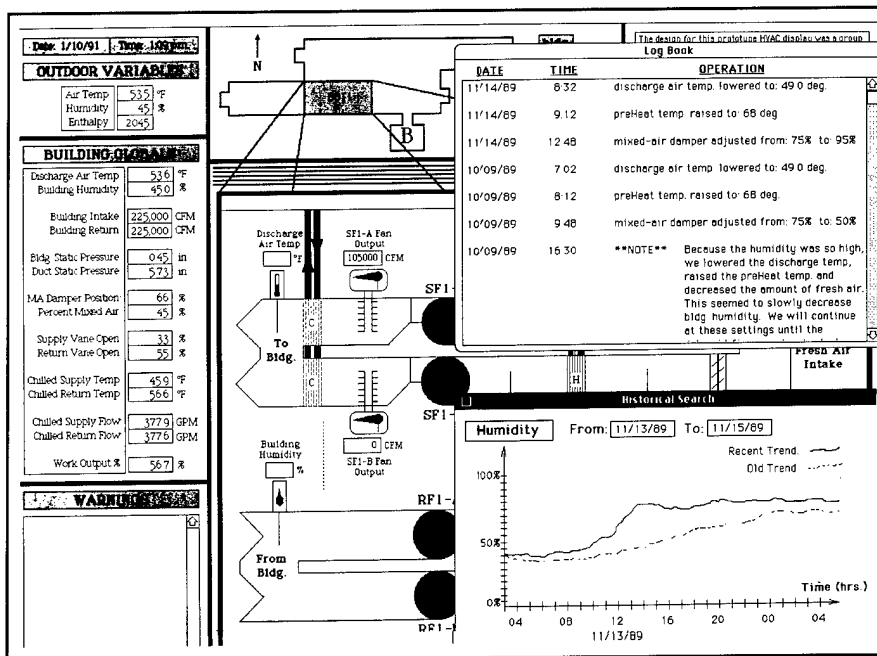 Date: 1/10/91 Time: 1:09 pm
OUTDOOR VARIABLES
Air Temp 53.5 °F
Humidity 45 %
Enthalpy 20.45
BUILDING GLOBALS
Discharge Air Temp 53.6 °F
Building Humidity 45.0 %
Building Intake 225,000 CFM
Building Return 225,000 CFM
Bldg Static Pressure 0.45 in
Duct Static Pressure 5.73 in
MA Damper Position 66 %
Percent Mixed Air 45 %
Supply Vane Open 33 %
Return Vane Open 55 %
Chilled Supply Temp 45.9 °F
Chilled Return Temp 56.6 °F
Chilled Supply Flow 377.9 GPM
Chilled Return Flow 377.6 GPM
Work Output % 56.7 %
WARNINGS
N
B
The design for this prototype HVAC display was a group
Discharge
Air Temp
°F
SF1-A Fan
Output
105000 CFM
SF1-
C
To
Bldg.
C
H
Fresh Air
Intake
SF1-
0 CFM
SF1-B Fan
Output
Building
Humidity
%
RF1-A
From
Bldg.
RF1-
Log Book
DATE TIME OPERATION
11/14/89 8:32 discharge air temp. lowered to: 49.0 deg.
11/14/89 9:12 preHeat temp. raised to: 68 deg
11/14/89 12:48 mixed-air damper adjusted from: 75% to: 95%
10/09/89 7:02 discharge air temp. lowered to: 49.0 deg.
10/09/89 8:12 preHeat temp. raised to: 68 deg.
10/09/89 9:48 mixed-air damper adjusted from: 75% to: 50%
10/09/89 16:30 **NOTE** Because the humidity was so high,
we lowered the discharge temp,
raised the preHeat temp. and
decreased the amount of fresh air.
This seemed to slowly decrease
bldg humidity. We will continue
at these settings until the
Historical Search
Humidity From: 11/13/89 To: 11/15/89
Recent Trend
Old Trend
100%
50%
0%
Time (hrs.)
04 08 12 16 20 00 04
11/13/89